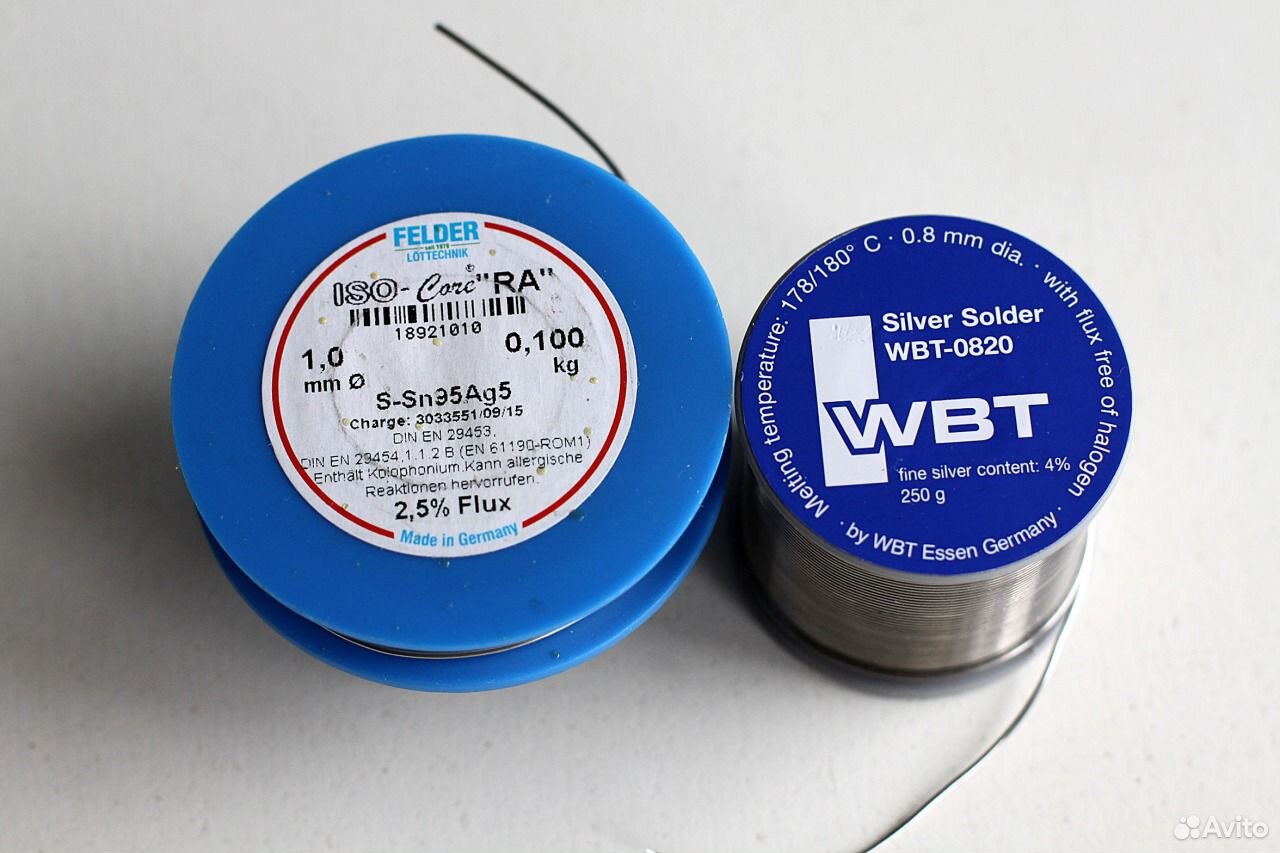 FELDER
seit 1979
LÖTTECHNIK
ISO-Core® "RA"
18921010
1,0
mm Ø
0,100
kg
S-Sn95Ag5
Charge: 3033551/09/15
DIN EN 29453,
DIN EN 29454.1.1.2 B (EN 61190-ROM1)
Enthält Kolophonium.Kann allergische
Reaktionen hervorrufen.
2,5% Flux
Made in Germany
Melting temperature: 178/180° C · 0.8 mm dia. · with flux free of halogen
Silver Solder
WBT-0820
WBT
fine silver content: 4%
250 g
· by WBT Essen Germany ·
Avito